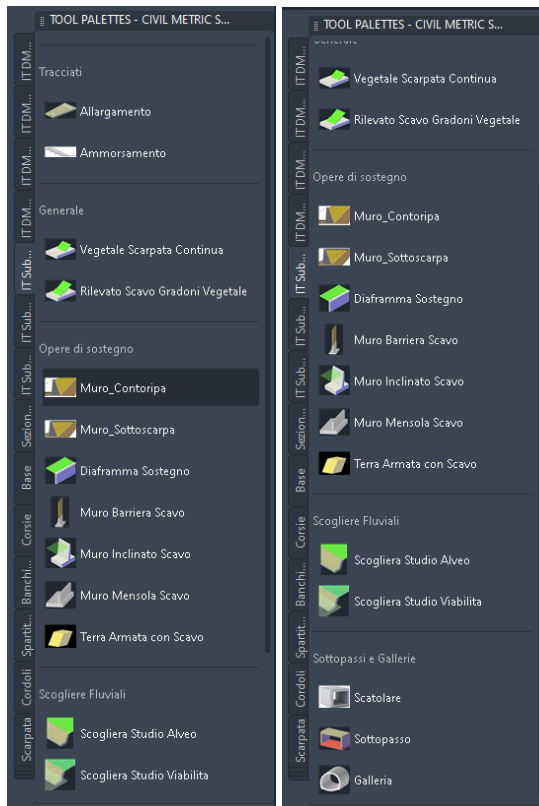 TOOL PALETTES - CIVIL METRIC S...
IT DM...
IT DM...
IT DM...
IT DM...
IT Sub...
IT Sub...
IT Sub...
Sezion...
Base
Corsie
Banchi...
Spartit...
Cordoli
Scarpata
Tracciati
Allargamento
Ammorsamento
Generale
Vegetale Scarpata Continua
Rilevato Scavo Gradoni Vegetale
Opere di sostegno
Muro_Contoripa
Muro_Sottoscarpa
Diaframma Sostegno
Muro Barriera Scavo
Muro Inclinato Scavo
Muro Mensola Scavo
Terra Armata con Scavo
Scogliere Fluviali
Scogliera Studio Alveo
Scogliera Studio Viabilita
TOOL PALETTES - CIVIL METRIC S...
IT DM...
IT DM...
IT DM...
IT DM...
IT Sub...
IT Sub...
IT Sub...
Sezion...
Base
Corsie
Banchi...
Spartit...
Cordoli
Scarpata
Generale
Vegetale Scarpata Continua
Rilevato Scavo Gradoni Vegetale
Opere di sostegno
Muro_Contoripa
Muro_Sottoscarpa
Diaframma Sostegno
Muro Barriera Scavo
Muro Inclinato Scavo
Muro Mensola Scavo
Terra Armata con Scavo
Scogliere Fluviali
Scogliera Studio Alveo
Scogliera Studio Viabilita
Sottopassi e Gallerie
Scatolare
Sottopasso
Galleria